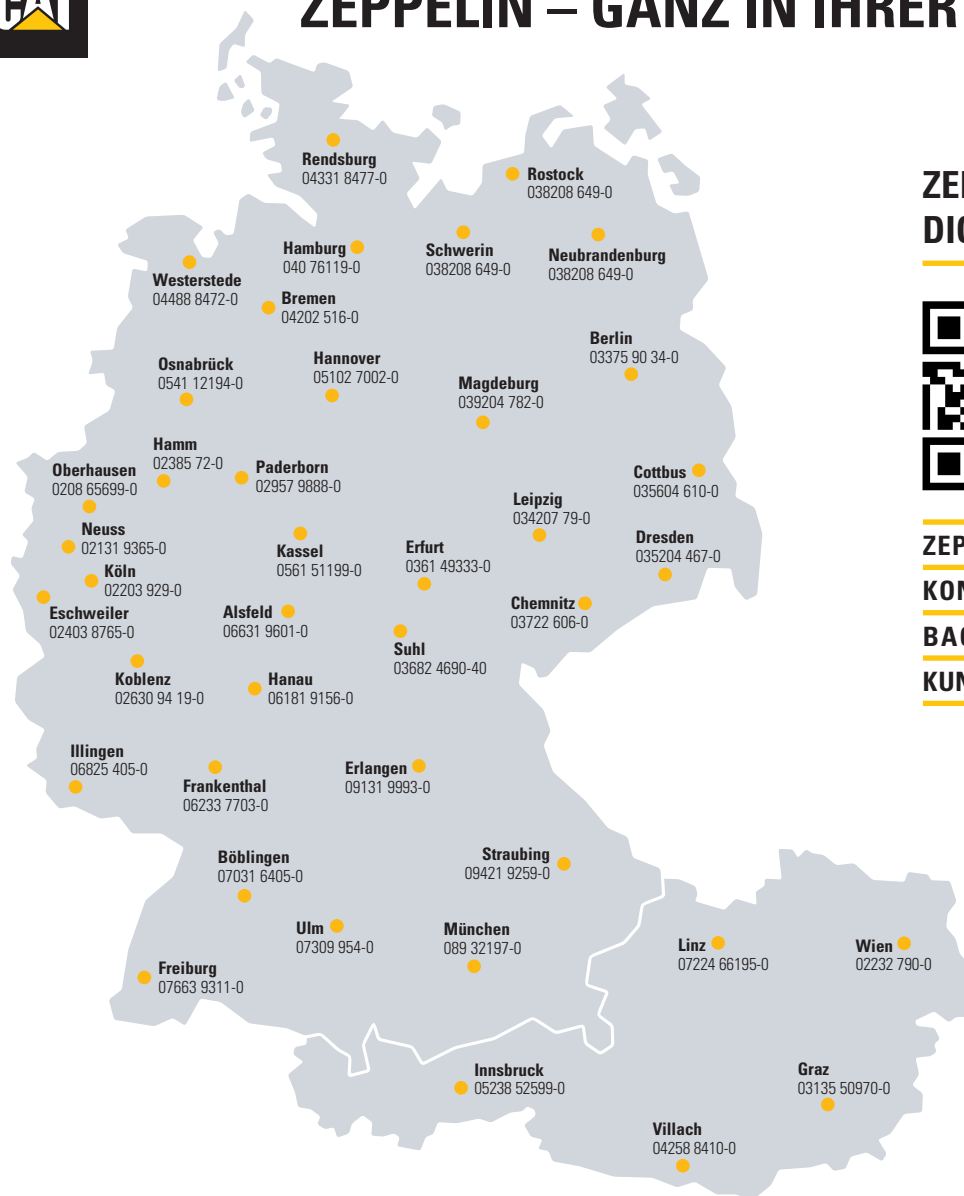 ZEPPELIN – GANZ IN IHRER
Rendsburg
04331 8477-0
Rostock
038208 649-0
Hamburg
040 76119-0
Schwerin
038208 649-0
Neubrandenburg
038208 649-0
Westerstede
04488 8472-0
Bremen
04202 516-0
Berlin
03375 90 34-0
Osnabrück
0541 12194-0
Hannover
05102 7002-0
Magdeburg
039204 782-0
Hamm
02385 72-0
Oberhausen
0208 65699-0
Paderborn
02957 9888-0
Cottbus
035604 610-0
Leipzig
034207 79-0
Neuss
02131 9365-0
Kassel
0561 51199-0
Erfurt
0361 49333-0
Dresden
035204 467-0
Köln
02203 929-0
Eschweiler
02403 8765-0
Alsfeld
06631 9601-0
Chemnitz
03722 606-0
Suhl
03682 4690-40
Koblenz
02630 94 19-0
Hanau
06181 9156-0
Illingen
06825 405-0
Frankenthal
06233 7703-0
Erlangen
09131 9993-0
Böblingen
07031 6405-0
Straubing
09421 9259-0
Ulm
07309 954-0
München
089 32197-0
Freiburg
07663 9311-0
Linz
07224 66195-0
Wien
02232 790-0
Innsbruck
05238 52599-0
Graz
03135 50970-0
Villach
04258 8410-0
ZEP
KON
KUN